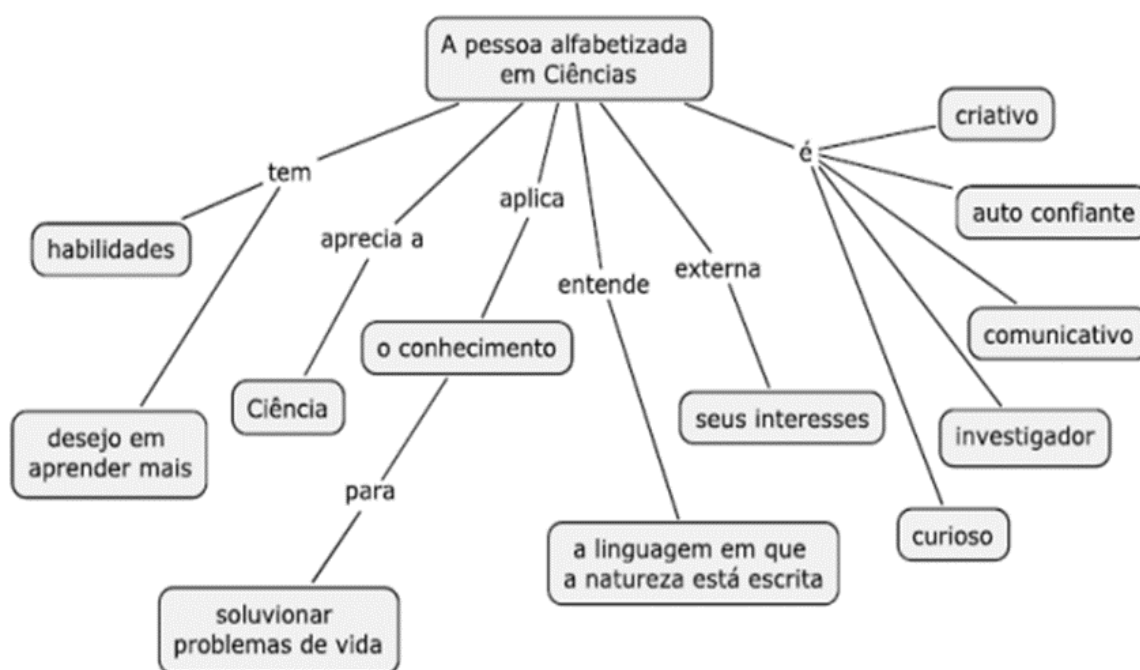 A pessoa alfabetizada
em Ciências
criativo
é
tem
aplica
auto confiante
habilidades
aprecia a
externa
entende
comunicativo
o conhecimento
Ciência
seus interesses
investigador
desejo em
aprender mais
para
curioso
a linguagem em que
a natureza está escrita
soluvionar
problemas de vida